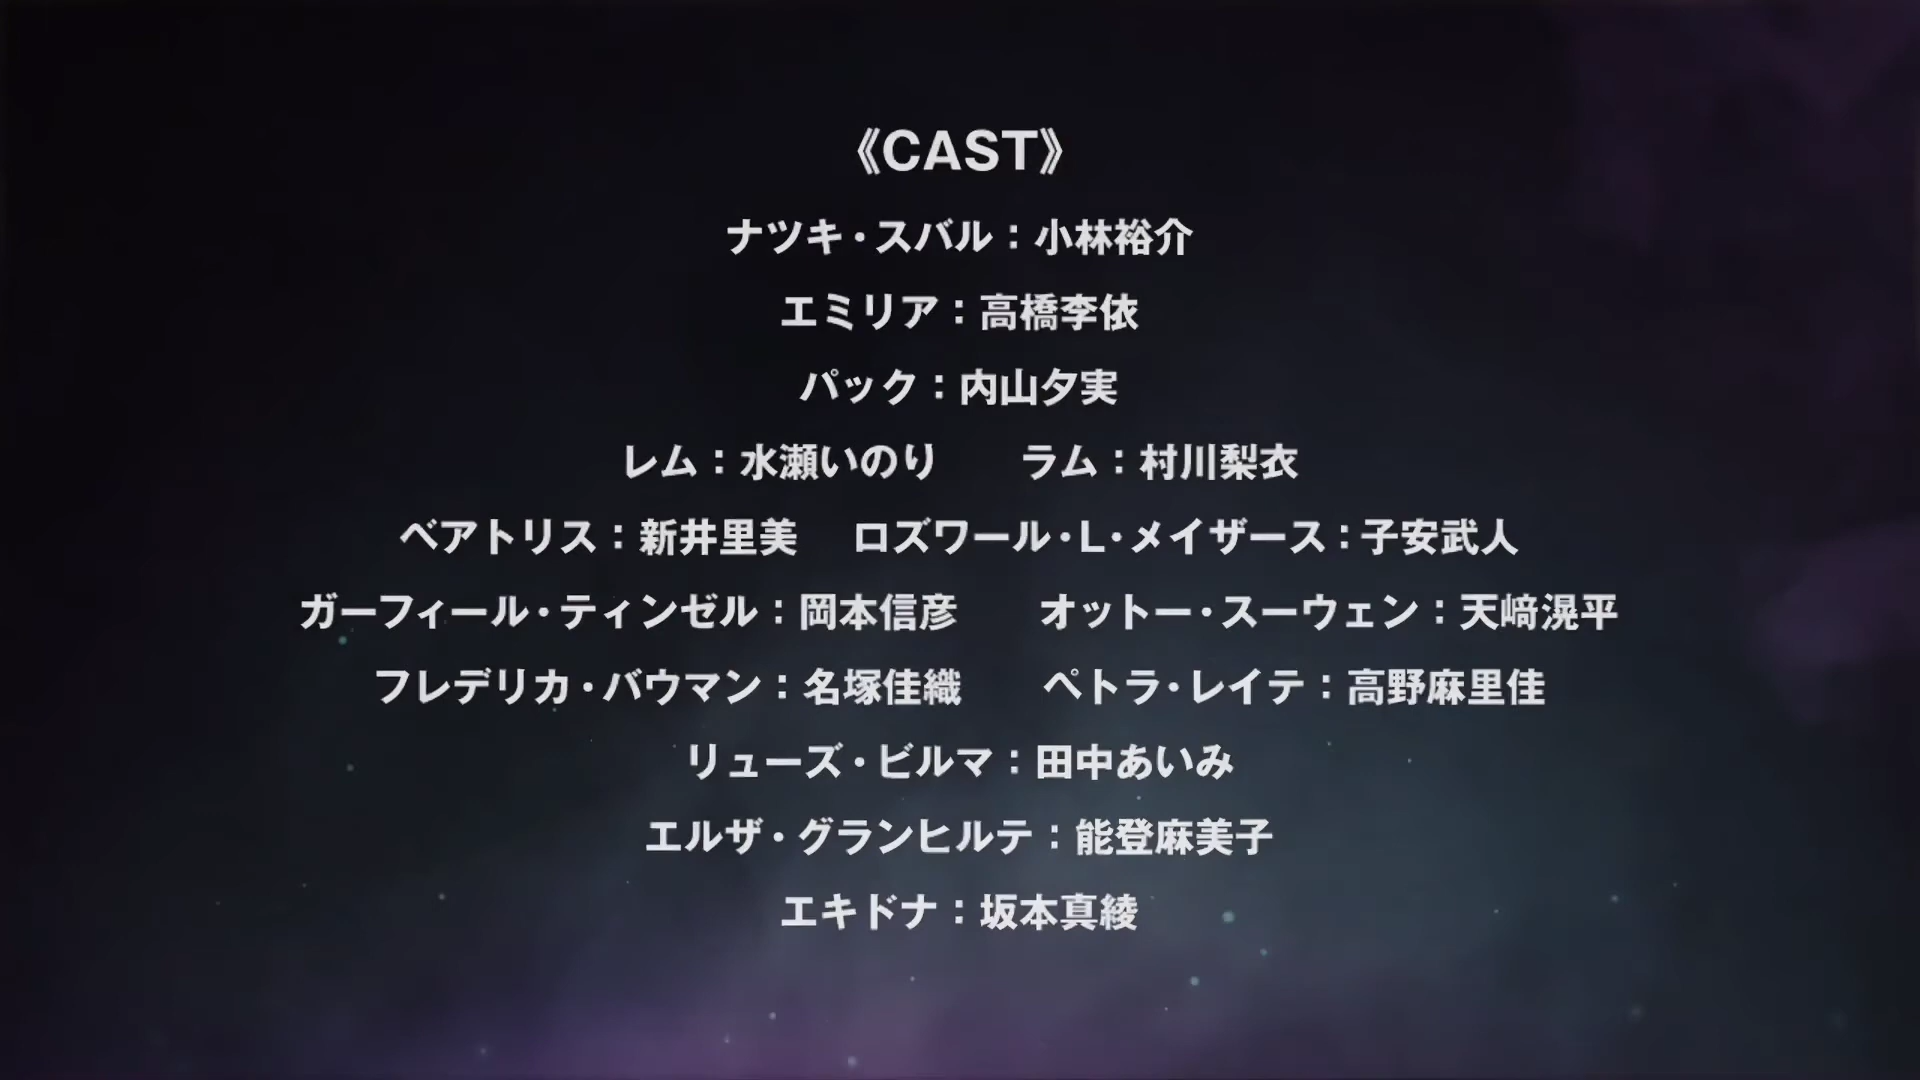 《CAST》
ナツキ・スバル：小林裕介
エミリア：高橋李依
パック：内山夕実
レム：水瀬いのり　　ラム：村川梨衣
ベアトリス：新井里美　ロズワール・L・メイザース：子安武人
ガーフィール・ティンゼル：岡本信彦　　オットー・スーウェン：天﨑滉平
フレデリカ・バウマン：名塚佳織　　ペトラ・レイテ：高野麻里佳
リューズ・ビルマ：田中あいみ
エルザ・グランヒルテ：能登麻美子
エキドナ：坂本真綾